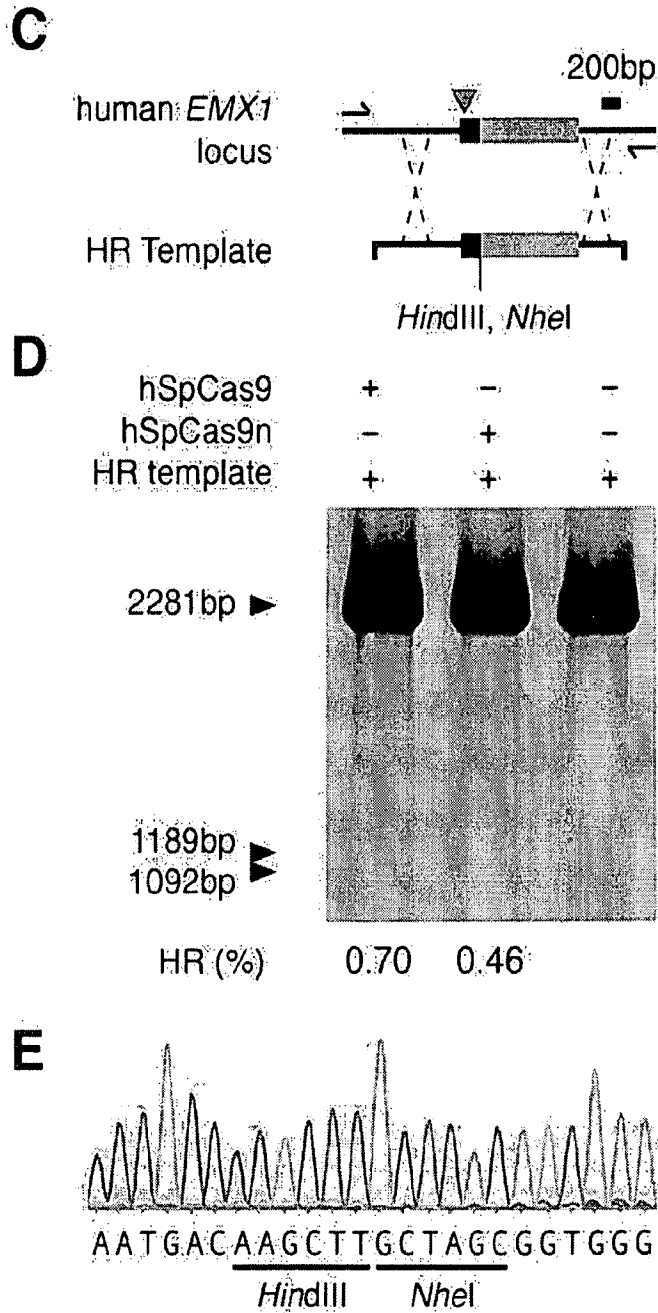 C
200bp
human EMX1
locus
HR Template
HindIII, NheI
D
hSpCas9 + − −
hSpCas9n − + −
HR template + + +
2281bp
1189bp
1092bp
HR (%) 0.70 0.46
E
AATGACAAGCTTGCTAGCGGTGGG
HindIII NheI